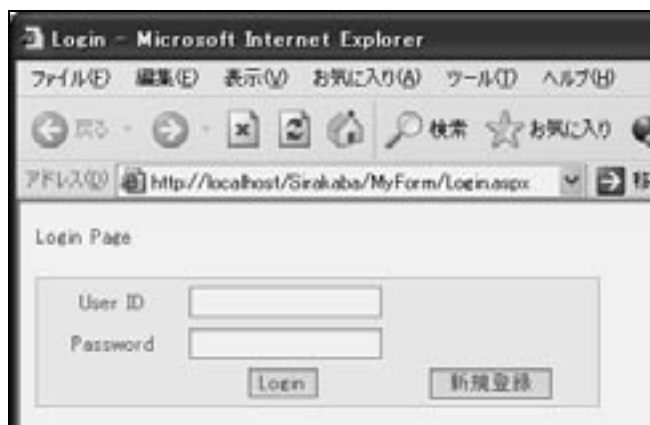 Login - Microsoft Internet Explorer
ファイル(F) 編集(E) 表示(V) お気に入り(A) ツール(T) ヘルプ(H)
戻る 検索 お気に入り
アドレス(D) http://localhost/Sirakaba/MyForm/Login.aspx 移
Login Page
User ID
Password
Login 新規登録